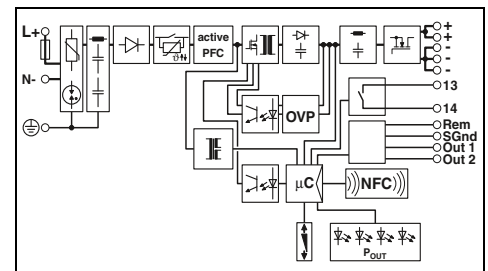 L+
active
PFC
+
+
-
-
-
N-
ϑ
OVP
13
14
Rem
SGnd
Out 1
Out 2
µC
NFC
POUT